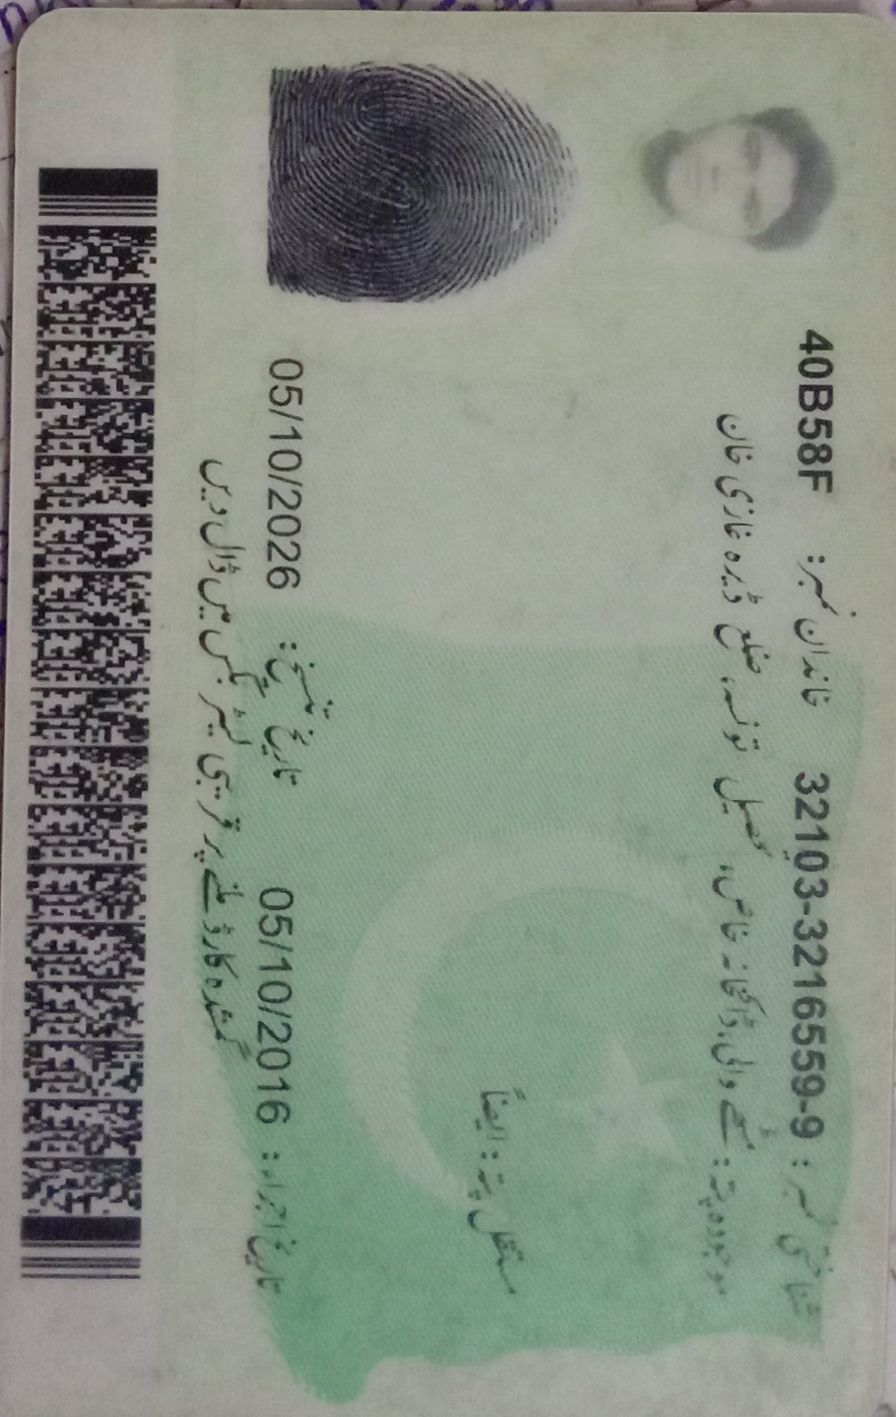 شناختی نمبر: 32103-3216559-9 خاندان نمبر: 40B58F
موجودہ پتہ: مٹھے والی، ڈاکخانہ خاص، تحصیل تونسہ، ضلع ڈیرہ غازی خان
مستقل پتہ: ایضاً
تاریخ اجراء: 05/10/2016 تاریخ تنسیخ: 05/10/2026
گمشدہ کارڈ ملنے پر قریبی لیٹر بکس میں ڈال دیں